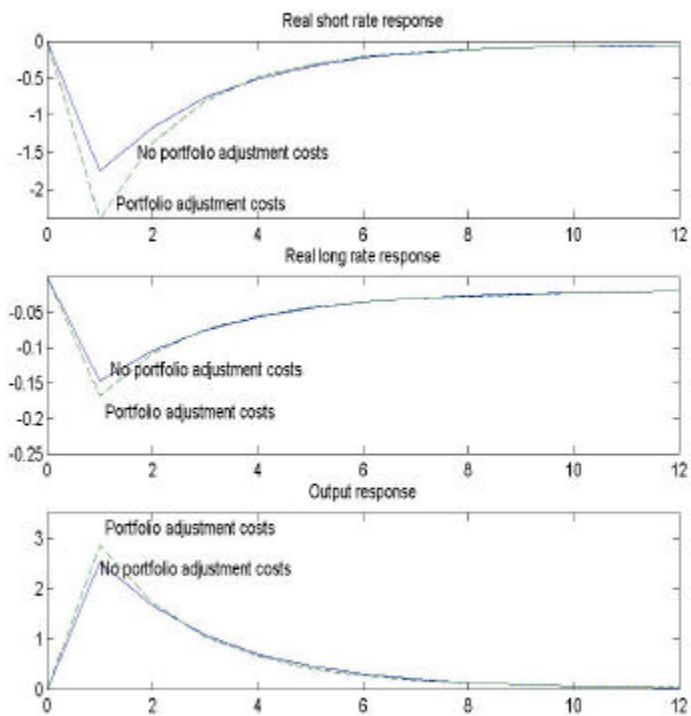 Real short rate response
0
-0.5
-1
-1.5
-2
No portfolio adjustment costs
Portfolio adjustment costs
0 2 4 6 8 10 12
Real long rate response
-0.05
-0.1
-0.15
-0.2
-0.25
No portfolio adjustment costs
Portfolio adjustment costs
0 2 4 6 8 10 12
Output response
3
2
1
0
Portfolio adjustment costs
No portfolio adjustment costs
0 2 4 6 8 10 12